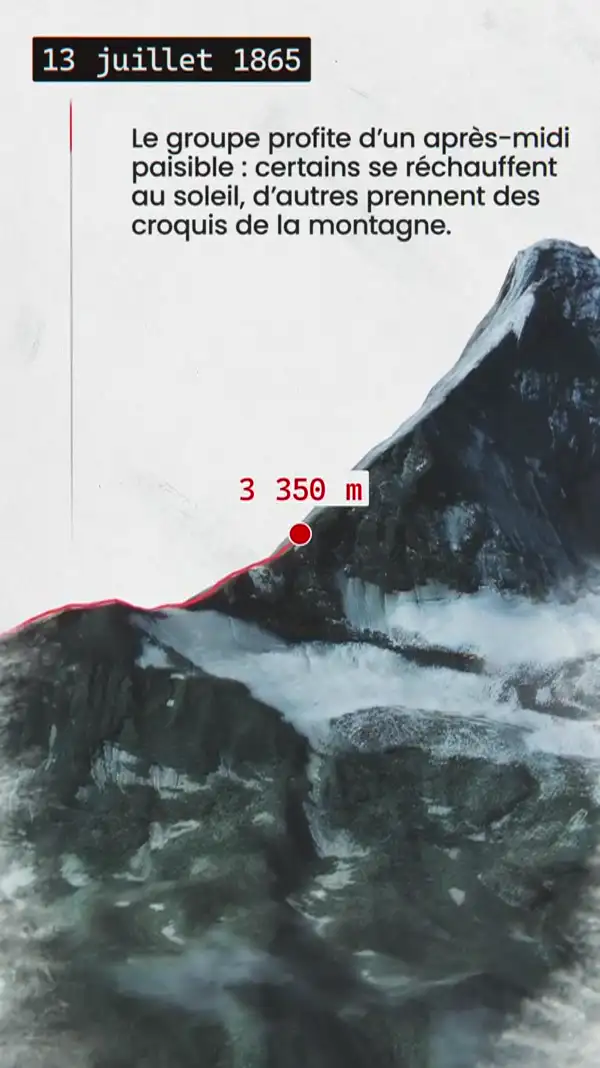 13 juillet 1865
Le groupe profite d’un après-midi
paisible : certains se réchauffent
au soleil, d’autres prennent des
croquis de la montagne.
3 350 m